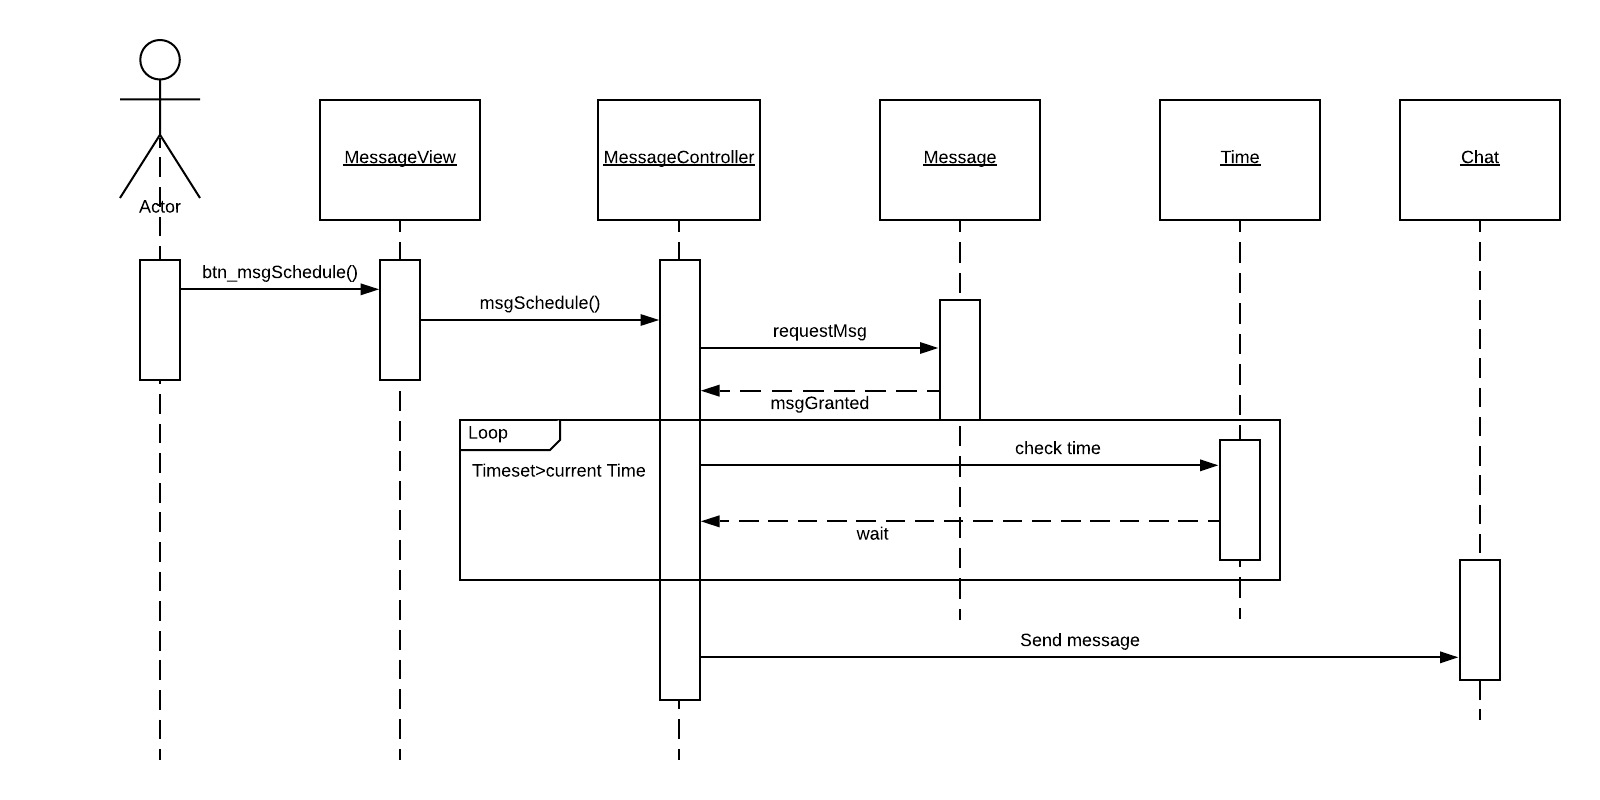 Actor
MessageView
MessageController
Message
Time
Chat
btn_msgSchedule()
msgSchedule()
requestMsg
msgGranted
Loop
Timeset>current Time
check time
wait
Send message